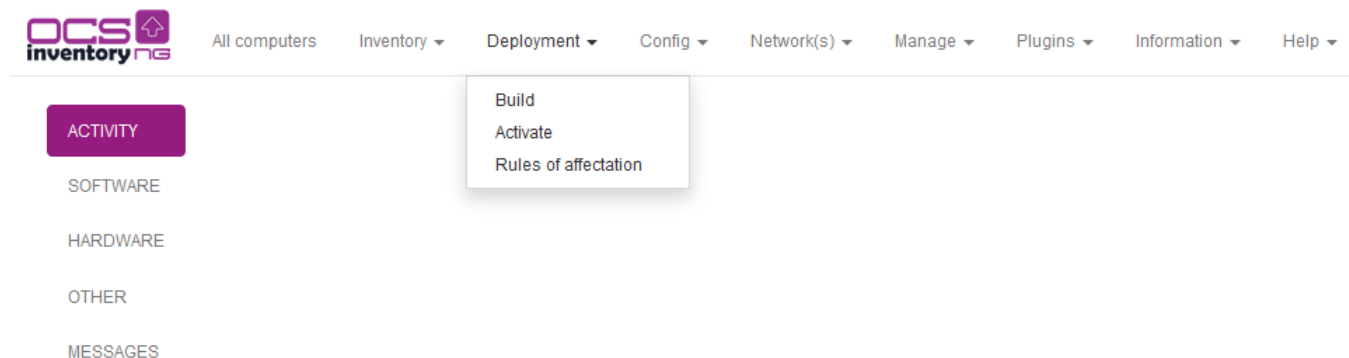 OCS
inventory NG
All computers Inventory Deployment Config Network(s) Manage Plugins Information Help
Build
Activate
Rules of affectation
ACTIVITY
SOFTWARE
HARDWARE
OTHER
MESSAGES